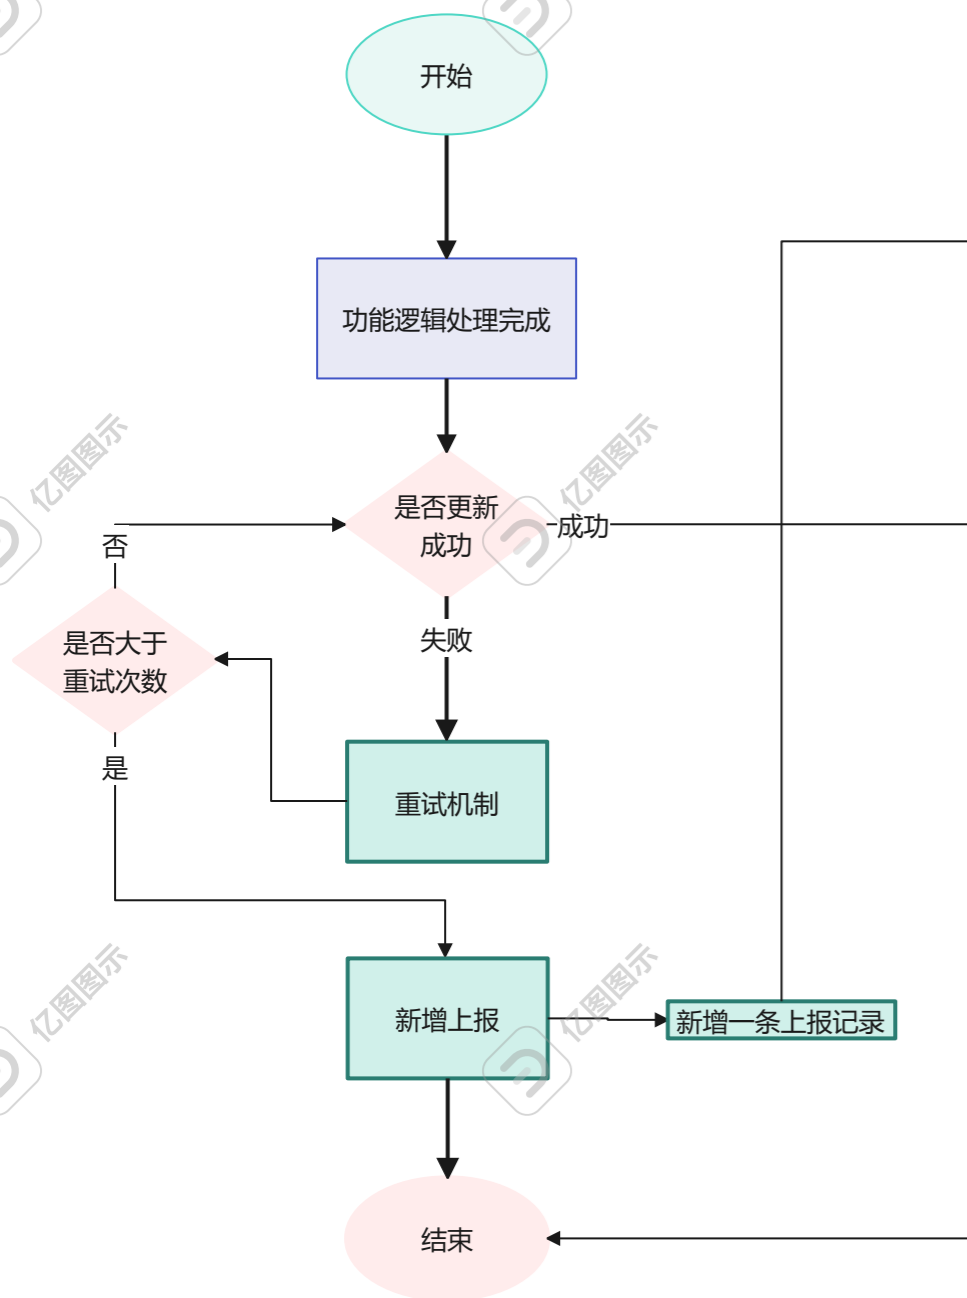 开始
功能逻辑处理完成
亿图图示
亿图图示
是否更新
成功
成功
否
失败
是否大于
重试次数
是
重试机制
亿图图示
亿图图示
新增上报
新增一条上报记录
结束